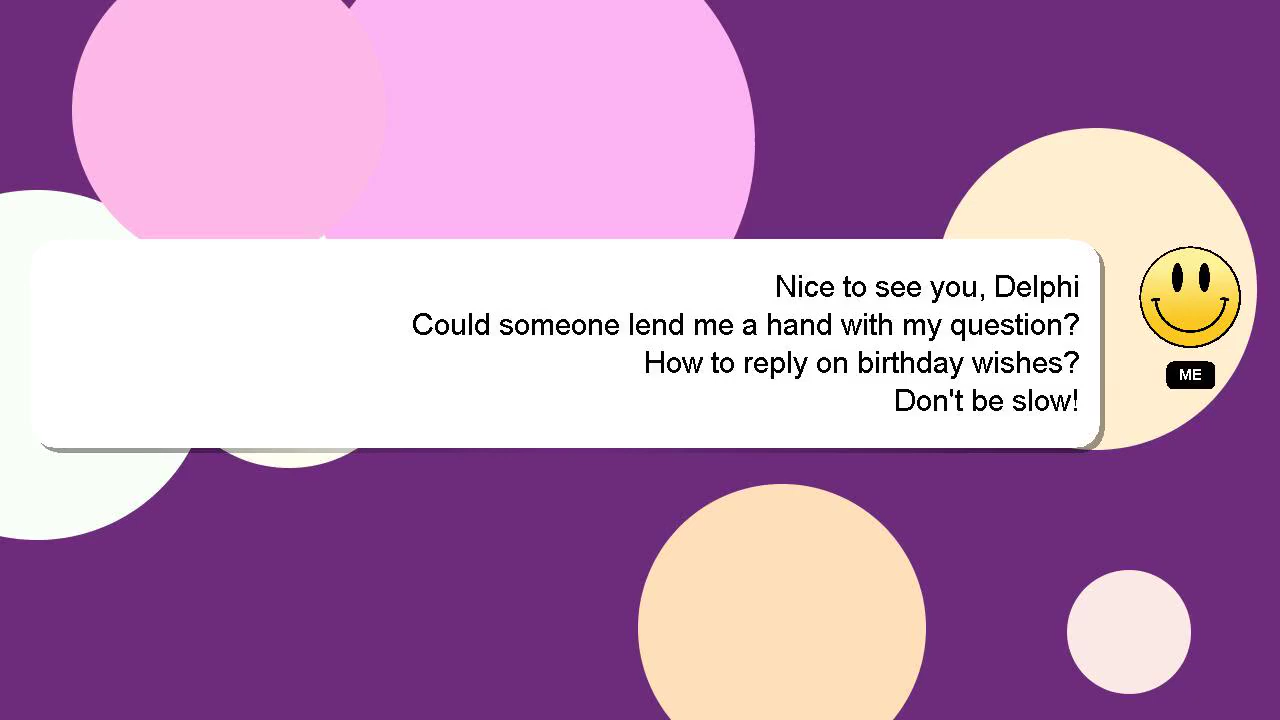 Nice to see you, Delphi
Could someone lend me a hand with my question?
How to reply on birthday wishes?
Don't be slow!
ME